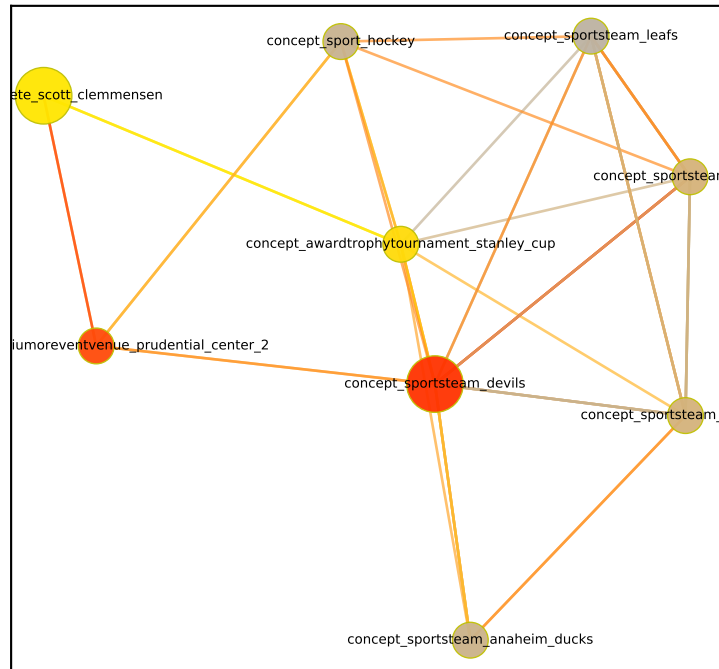 concept_sport_hockey
concept_sportsteam_leafs
ete_scott_clemmensen
concept_sportsteam
concept_awardtrophytournament_stanley_cup
iumoreventvenue_prudential_center_2
concept_sportsteam_devils
concept_sportsteam_
concept_sportsteam_anaheim_ducks